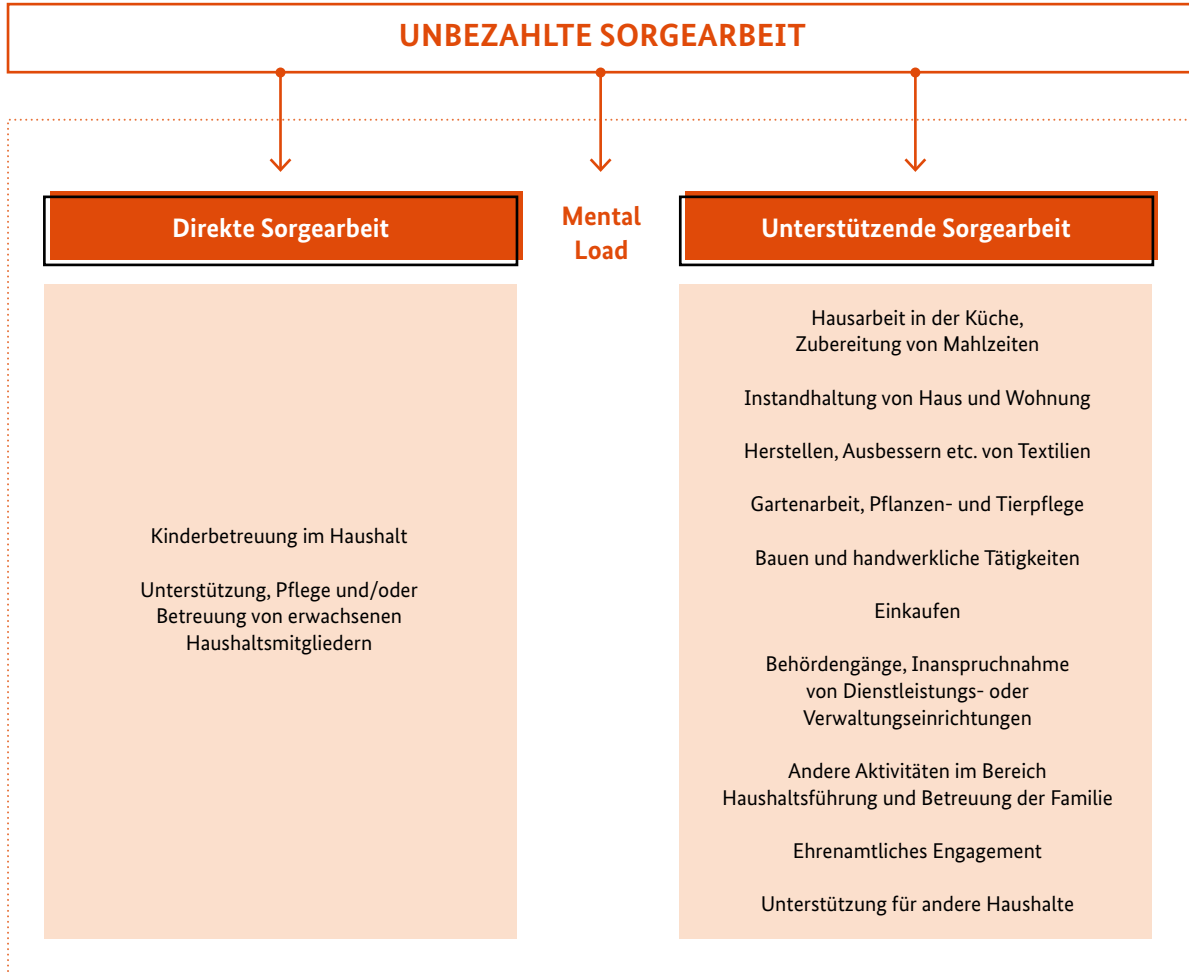 UNBEZAHLTE SORGEARBEIT
Direkte Sorgearbeit
Kinderbetreuung im Haushalt
Unterstützung, Pflege und/oder
Betreuung von erwachsenen
Haushaltsmitgliedern
Mental
Load
Unterstützende Sorgearbeit
Hausarbeit in der Küche,
Zubereitung von Mahlzeiten
Instandhaltung von Haus und Wohnung
Herstellen, Ausbessern etc. von Textilien
Gartenarbeit, Pflanzen- und Tierpflege
Bauen und handwerkliche Tätigkeiten
Einkaufen
Behördengänge, Inanspruchnahme
von Dienstleistungs- oder
Verwaltungseinrichtungen
Andere Aktivitäten im Bereich
Haushaltsführung und Betreuung der Familie
Ehrenamtliches Engagement
Unterstützung für andere Haushalte